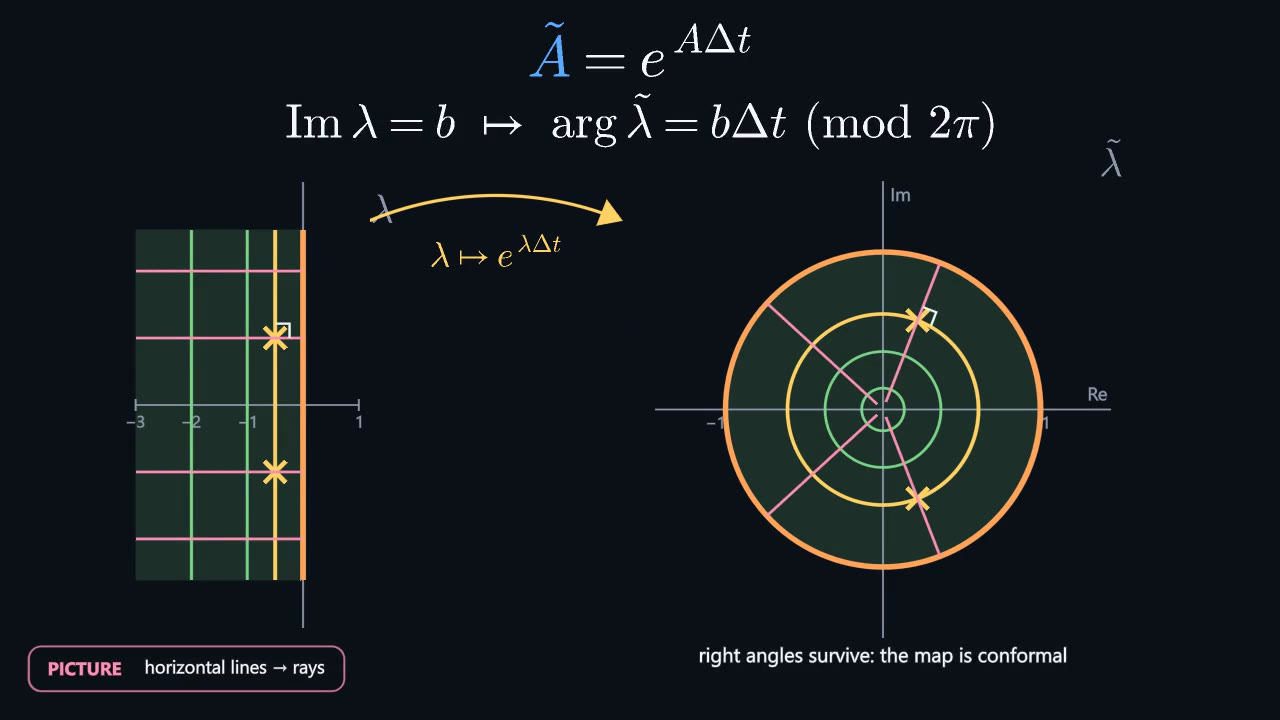 Ã = e^{AΔt}
Im λ = b ↦ arg λ̃ = bΔt (mod 2π)
λ̃
λ
Im
λ ↦ e^{λΔt}
Re
−3 −2 −1 1
−1 1
right angles survive: the map is conformal
PICTURE horizontal lines → rays